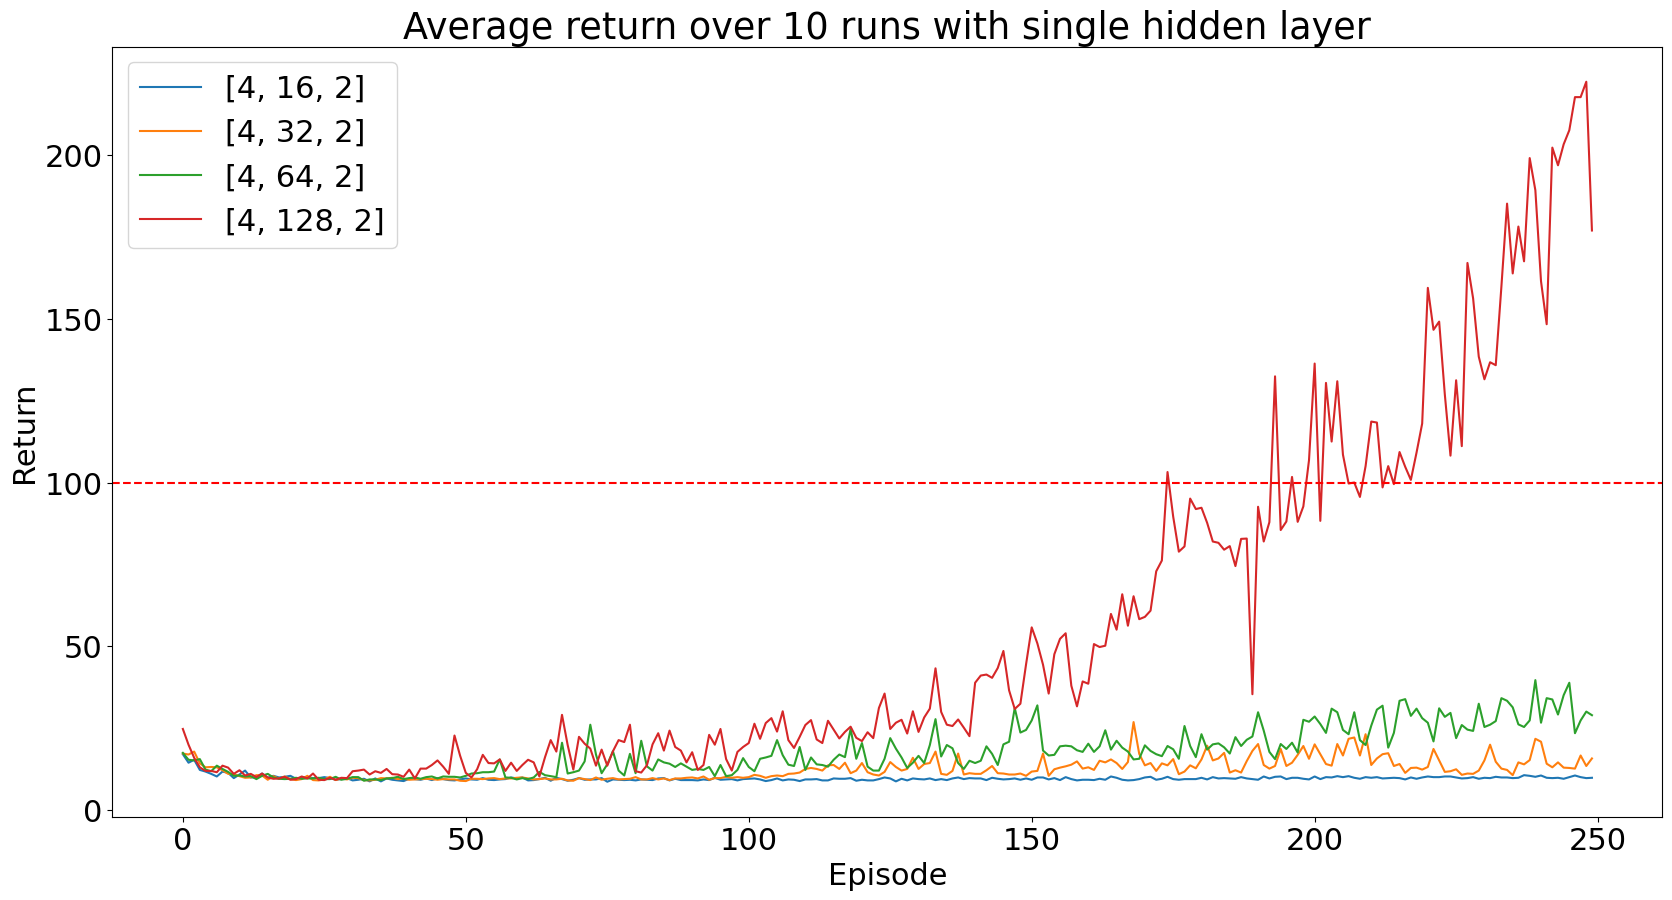 Average return over 10 runs with single hidden layer
[4, 16, 2]
[4, 32, 2]
[4, 64, 2]
[4, 128, 2]
200
150
100
50
0
Return
0 50 100 150 200 250
Episode